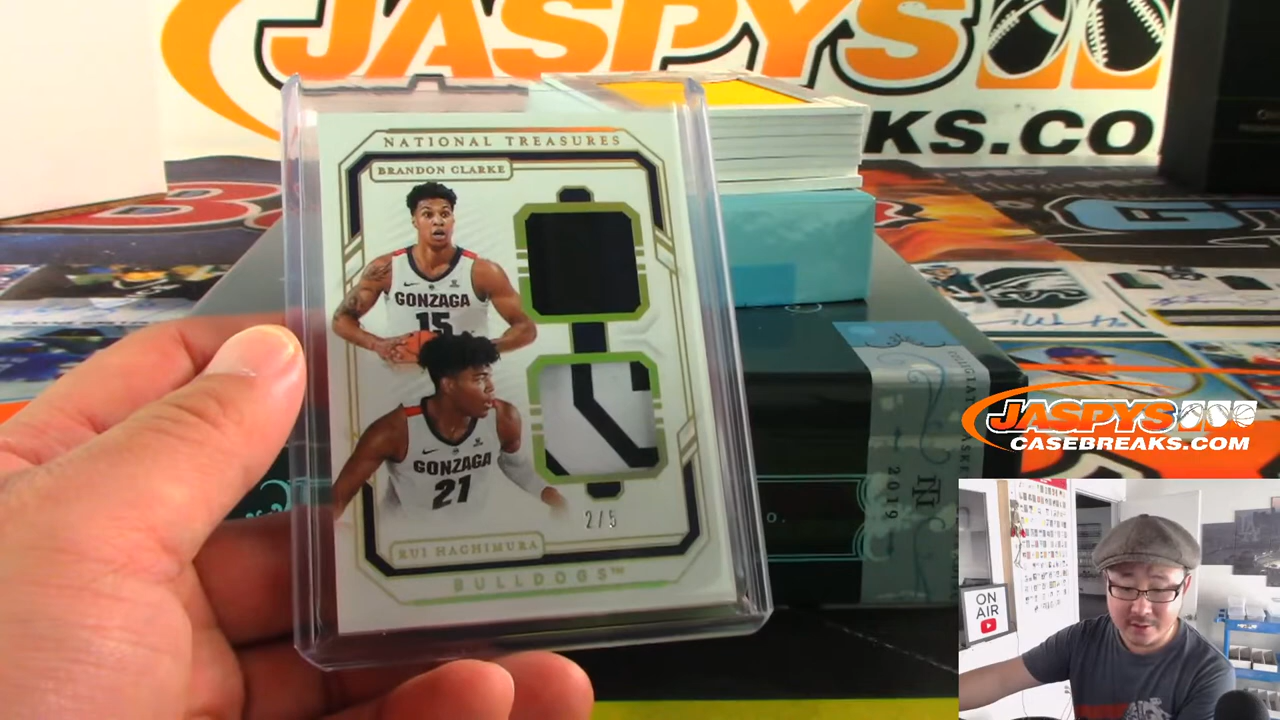 JASPYS
KS.CO
NATIONAL TREASURES
BRANDON CLARKE
GONZAGA
15
GONZAGA
21
2/5
RUI HACHIMURA
BULLDOGS™
2019
JASPYS
CASEBREAKS.COM
ON
AIR